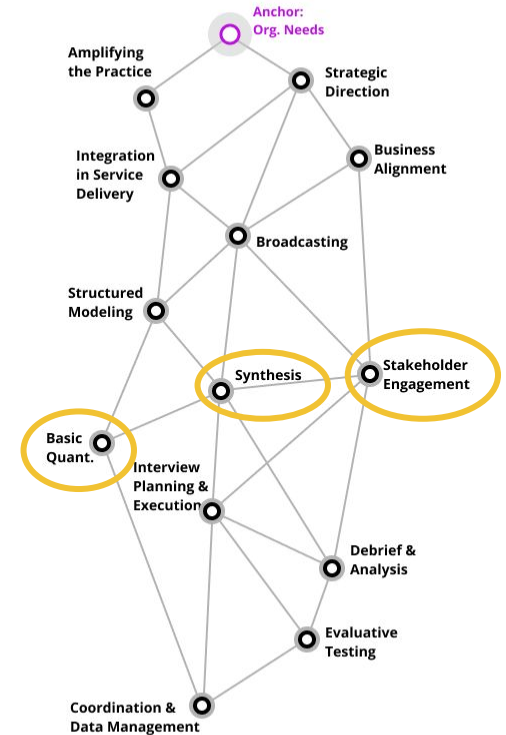 Anchor:
Org. Needs
Amplifying
the Practice
Strategic
Direction
Integration
in Service
Delivery
Business
Alignment
Broadcasting
Structured
Modeling
Synthesis
Stakeholder
Engagement
Basic
Quant.
Interview
Planning &
Execution
Debrief &
Analysis
Evaluative
Testing
Coordination &
Data Management